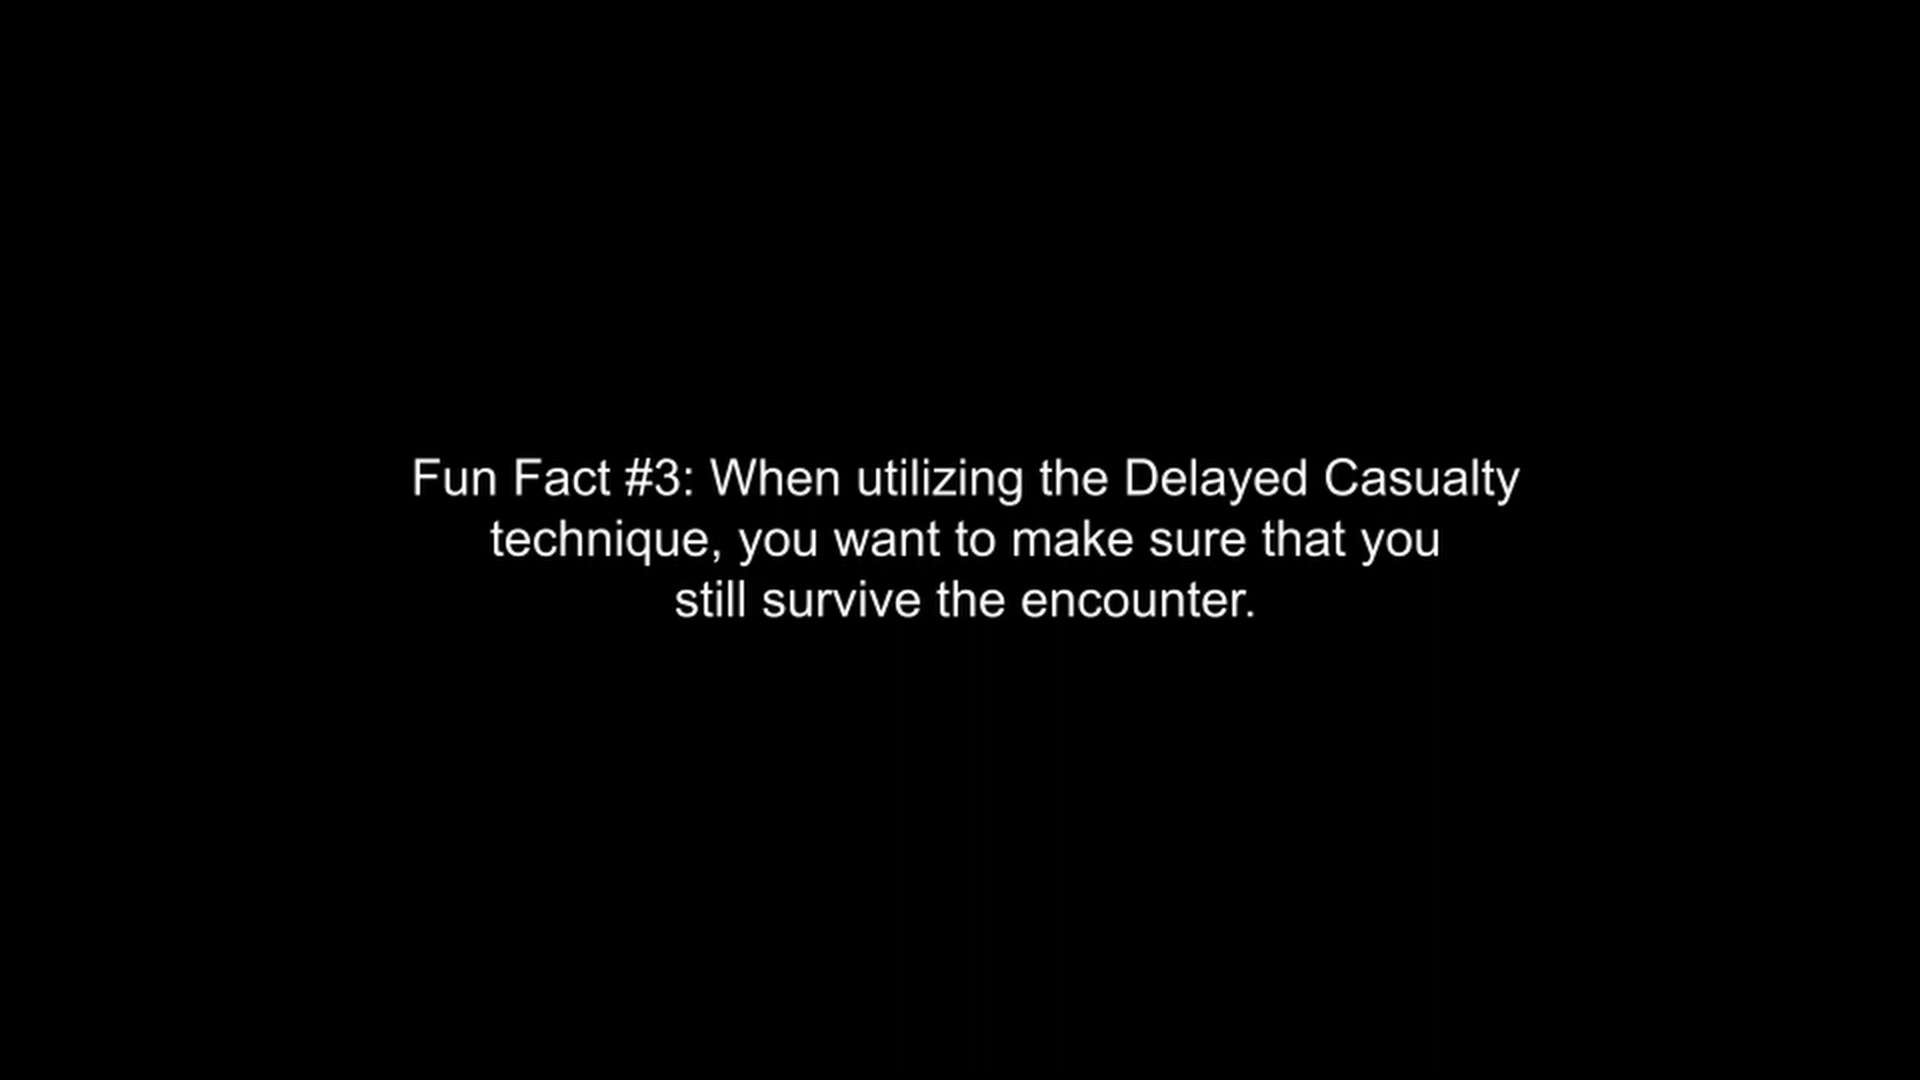 Fun Fact #3: When utilizing the Delayed Casualty
technique, you want to make sure that you
still survive the encounter.